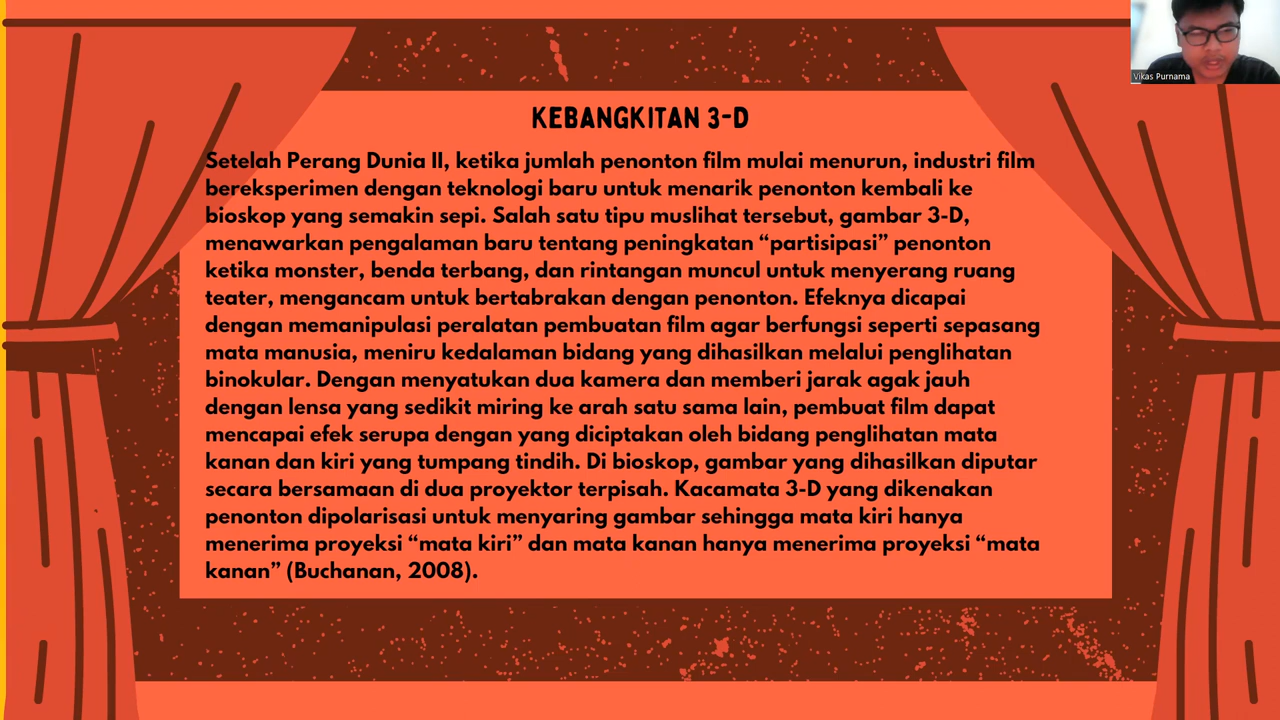 KEBANGKITAN 3-D
Setelah Perang Dunia II, ketika jumlah penonton film mulai menurun, industri film
bereksperimen dengan teknologi baru untuk menarik penonton kembali ke
bioskop yang semakin sepi. Salah satu tipu muslihat tersebut, gambar 3-D,
menawarkan pengalaman baru tentang peningkatan “partisipasi” penonton
ketika monster, benda terbang, dan rintangan muncul untuk menyerang ruang
teater, mengancam untuk bertabrakan dengan penonton. Efeknya dicapai
dengan memanipulasi peralatan pembuatan film agar berfungsi seperti sepasang
mata manusia, meniru kedalaman bidang yang dihasilkan melalui penglihatan
binokular. Dengan menyatukan dua kamera dan memberi jarak agak jauh
dengan lensa yang sedikit miring ke arah satu sama lain, pembuat film dapat
mencapai efek serupa dengan yang diciptakan oleh bidang penglihatan mata
kanan dan kiri yang tumpang tindih. Di bioskop, gambar yang dihasilkan diputar
secara bersamaan di dua proyektor terpisah. Kacamata 3-D yang dikenakan
penonton dipolarisasi untuk menyaring gambar sehingga mata kiri hanya
menerima proyeksi “mata kiri” dan mata kanan hanya menerima proyeksi “mata
kanan” (Buchanan, 2008).
Vikas Purnama